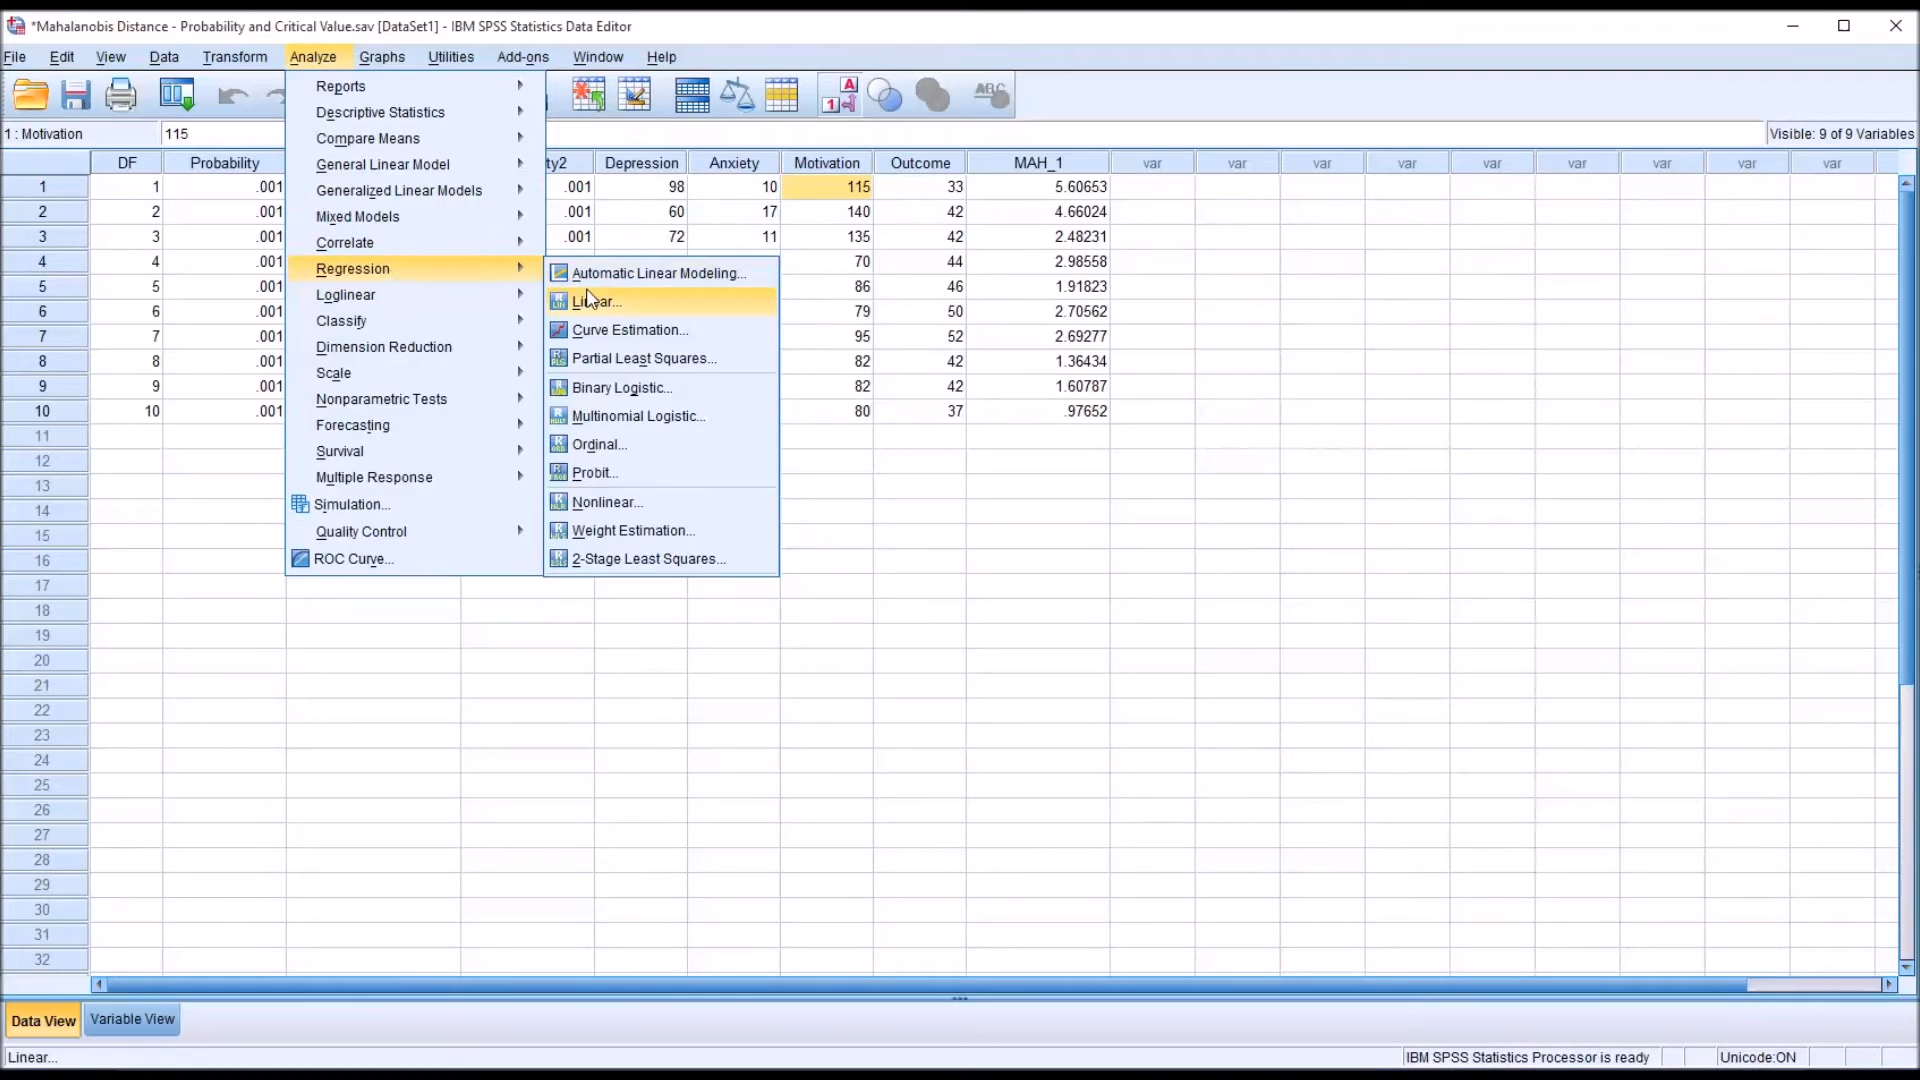 *Mahalanobis Distance - Probability and Critical Value.sav [DataSet1] - IBM SPSS Statistics Data Editor
File Edit View Data Transform Analyze Graphs Utilities Add-ons Window Help
1 : Motivation 115 Visible: 9 of 9 Variables
DF Probability ty2 Depression Anxiety Motivation Outcome MAH_1 var var var var var var var var var
1 1 .001 .001 98 10 115 33 5.60653
2 2 .001 .001 60 17 140 42 4.66024
3 3 .001 .001 72 11 135 42 2.48231
4 4 .001 70 44 2.98558
5 5 .001 86 46 1.91823
6 6 .001 79 50 2.70562
7 7 .001 95 52 2.69277
8 8 .001 82 42 1.36434
9 9 .001 82 42 1.60787
10 10 .001 80 37 .97652
11
12
13
14
15
16
17
18
19
20
21
22
23
24
25
26
27
28
29
30
31
32
Reports
Descriptive Statistics
Compare Means
General Linear Model
Generalized Linear Models
Mixed Models
Correlate
Regression
Loglinear
Classify
Dimension Reduction
Scale
Nonparametric Tests
Forecasting
Survival
Multiple Response
Simulation...
Quality Control
ROC Curve...
Automatic Linear Modeling...
Linear...
Curve Estimation...
Partial Least Squares...
Binary Logistic...
Multinomial Logistic...
Ordinal...
Probit...
Nonlinear...
Weight Estimation...
2-Stage Least Squares...
Data View Variable View
Linear... IBM SPSS Statistics Processor is ready Unicode:ON